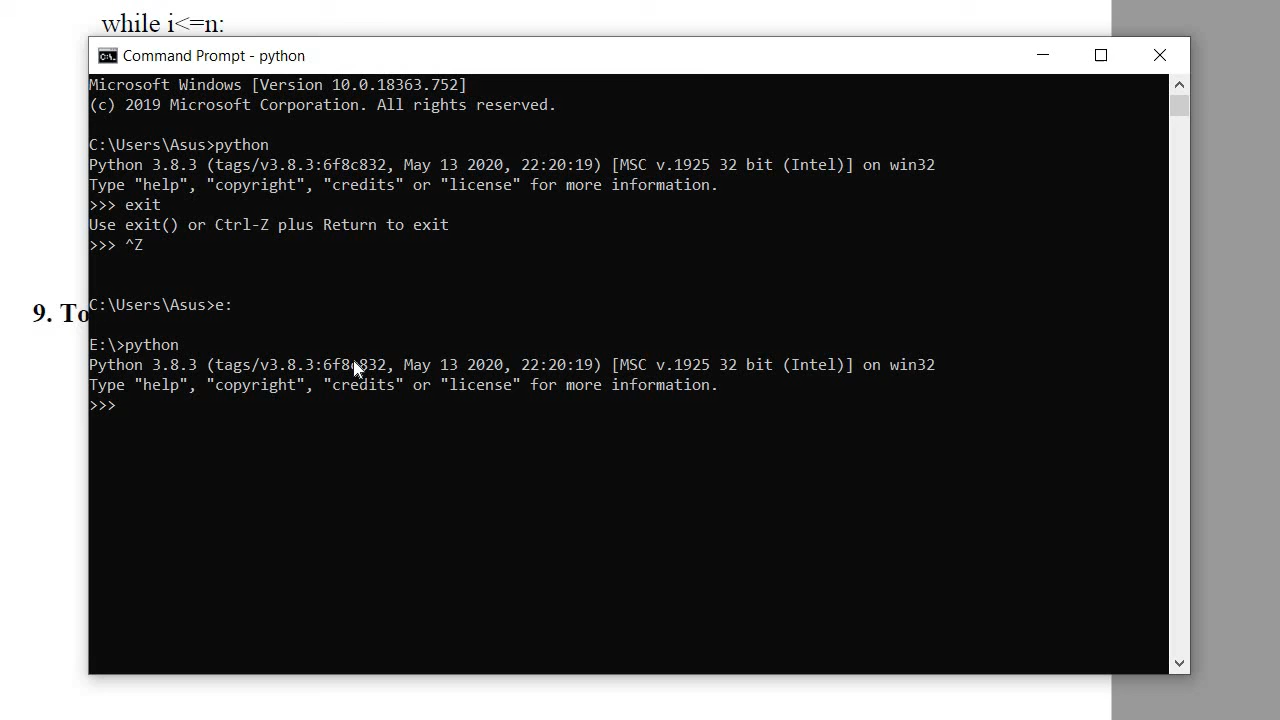 while i<=n:
Command Prompt - python
Microsoft Windows [Version 10.0.18363.752]
(c) 2019 Microsoft Corporation. All rights reserved.
C:\Users\Asus>python
Python 3.8.3 (tags/v3.8.3:6f8c832, May 13 2020, 22:20:19) [MSC v.1925 32 bit (Intel)] on win32
Type "help", "copyright", "credits" or "license" for more information.
>>> exit
Use exit() or Ctrl-Z plus Return to exit
>>> ^Z
C:\Users\Asus>e:
9. To
E:\>python
Python 3.8.3 (tags/v3.8.3:6f8c832, May 13 2020, 22:20:19) [MSC v.1925 32 bit (Intel)] on win32
Type "help", "copyright", "credits" or "license" for more information.
>>>